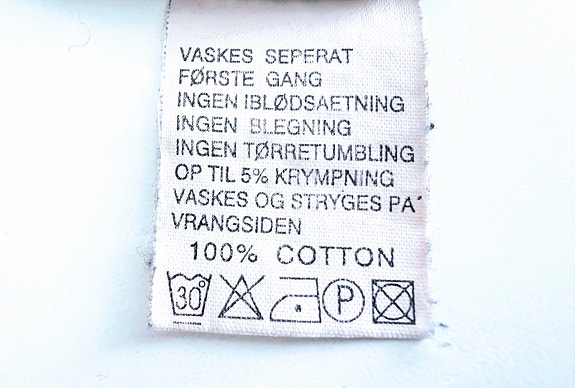 VASKES SEPERAT
FØRSTE GANG
INGEN IBLØDSAETNING
INGEN BLEGNING
INGEN TØRRETUMBLING
OP TIL 5% KRYMPNING
VASKES OG STRYGES PA´
VRANGSIDEN
100% COTTON
30° P